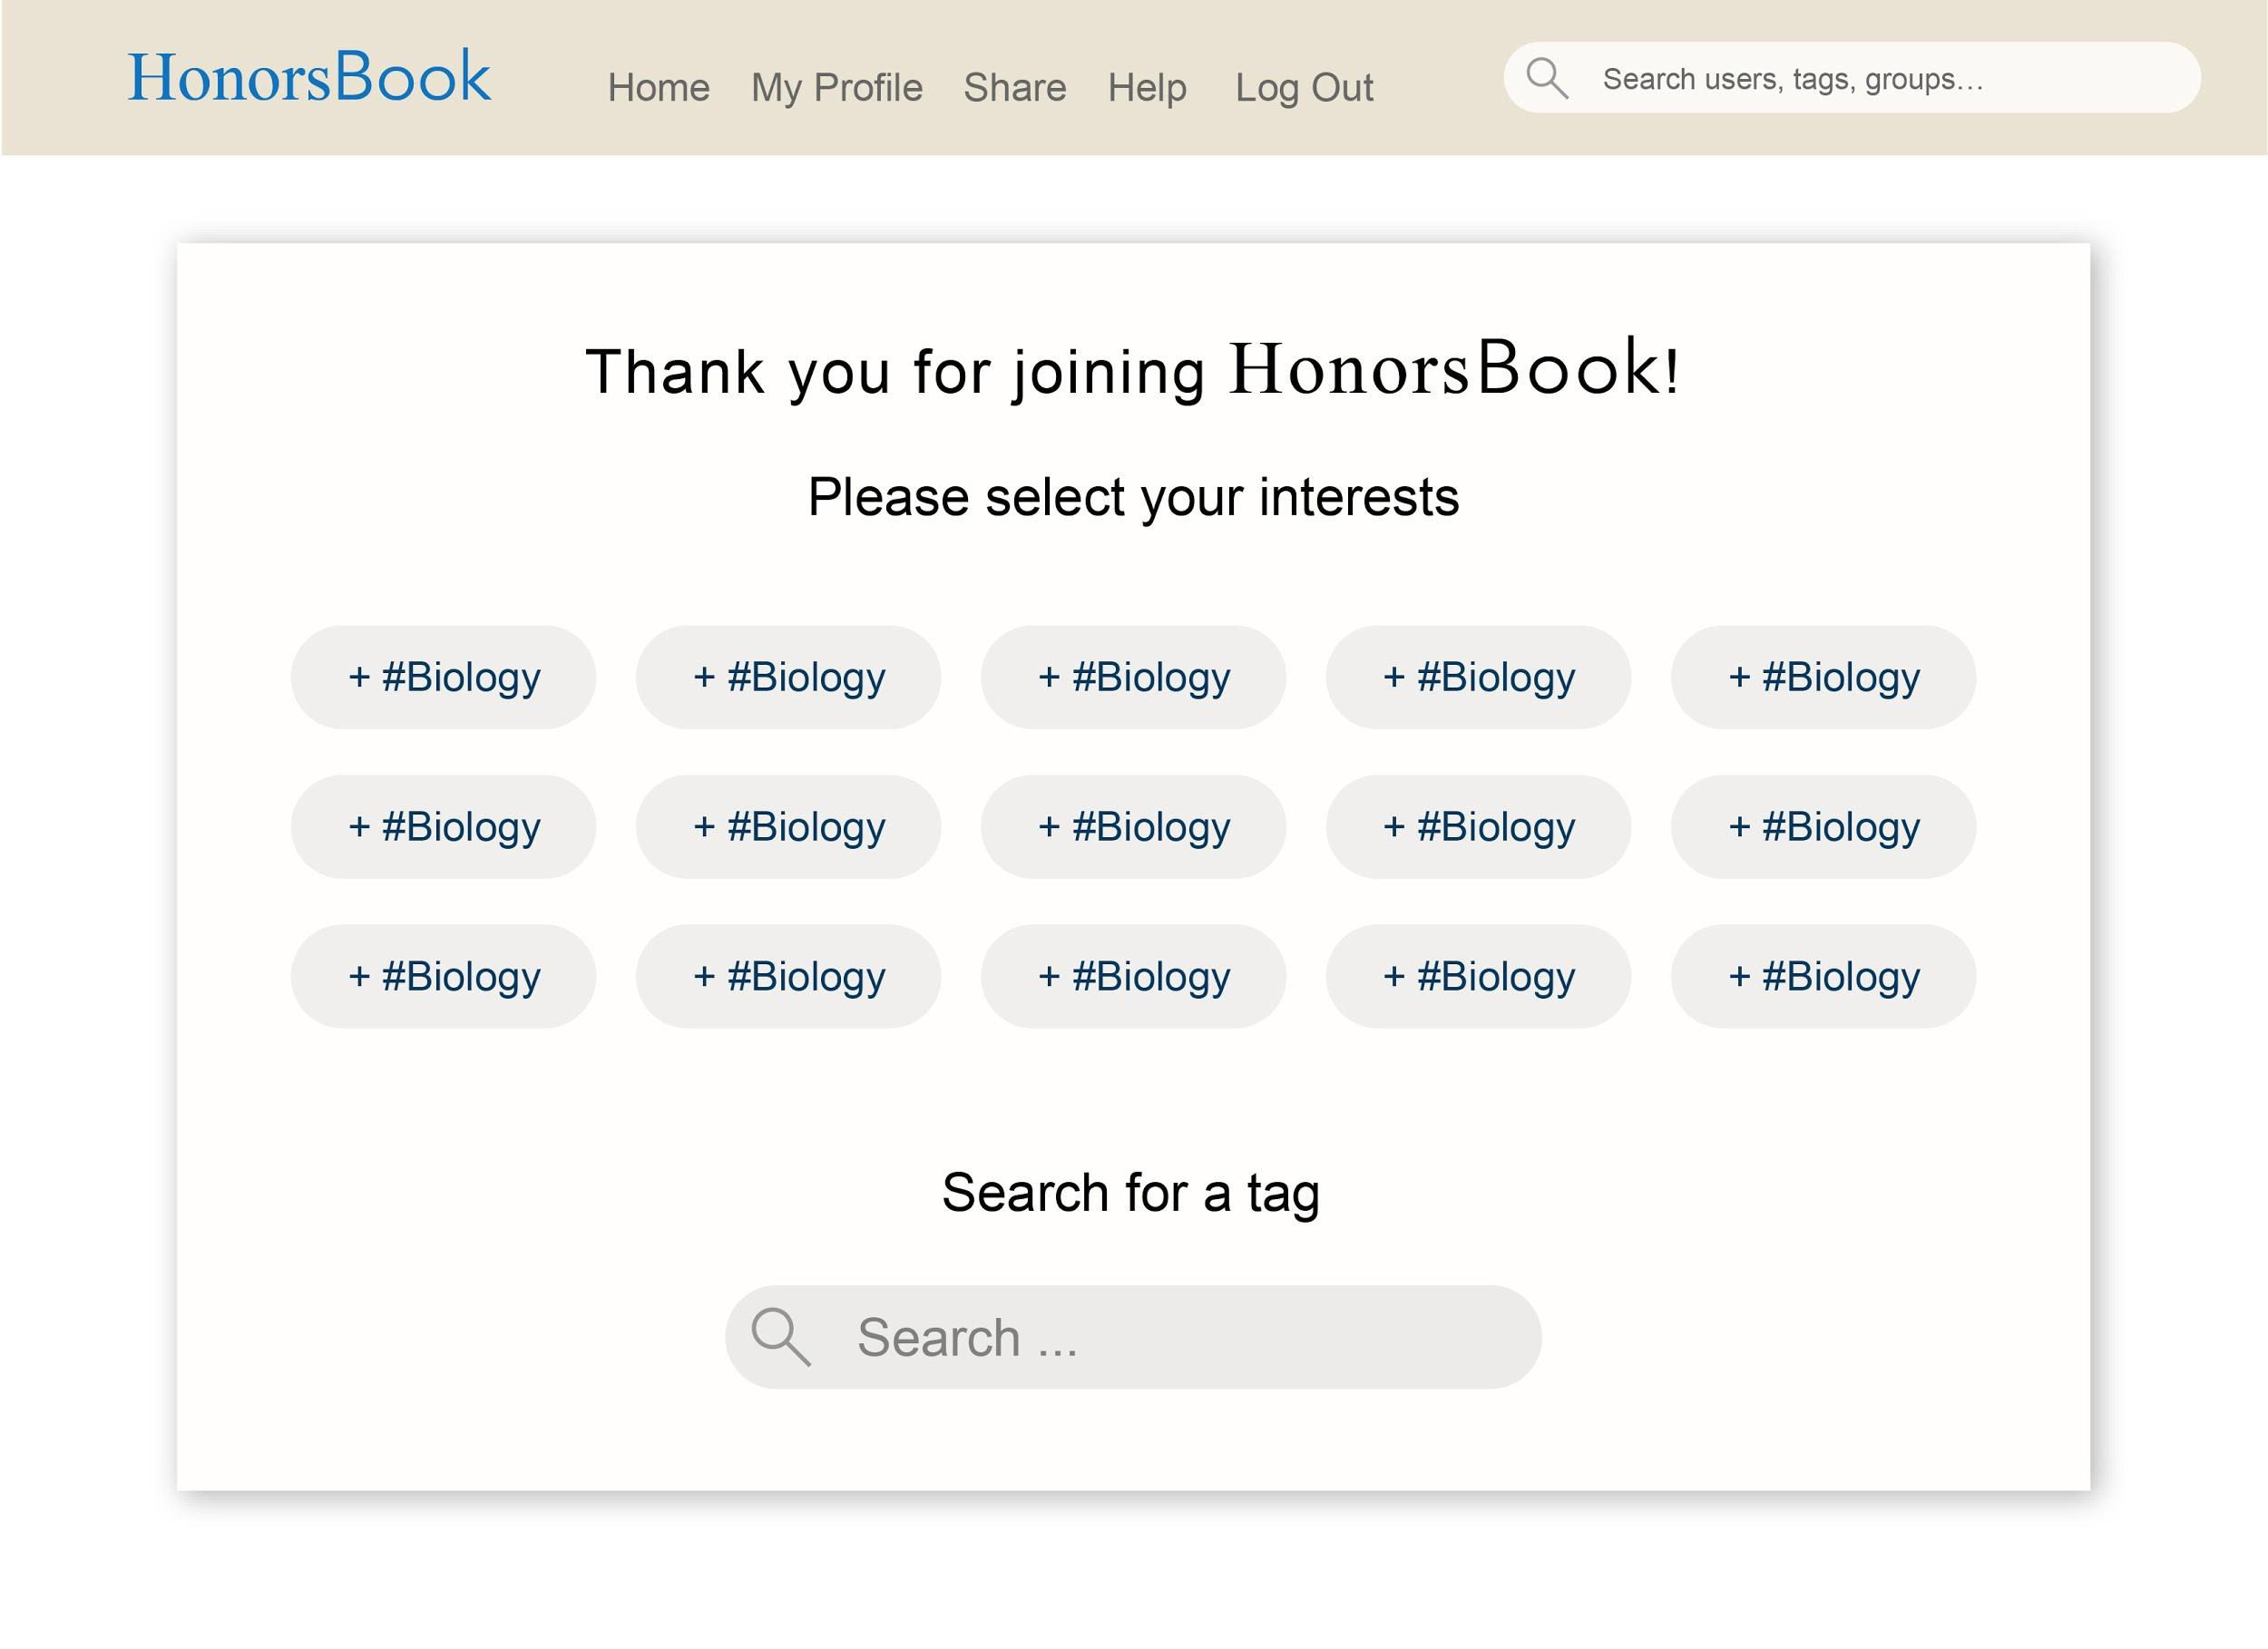 HonorsBook Home My Profile Share Help Log Out Search users, tags, groups...
Thank you for joining HonorsBook!
Please select your interests
+ #Biology + #Biology + #Biology + #Biology + #Biology
+ #Biology + #Biology + #Biology + #Biology + #Biology
+ #Biology + #Biology + #Biology + #Biology + #Biology
Search for a tag
Search ...